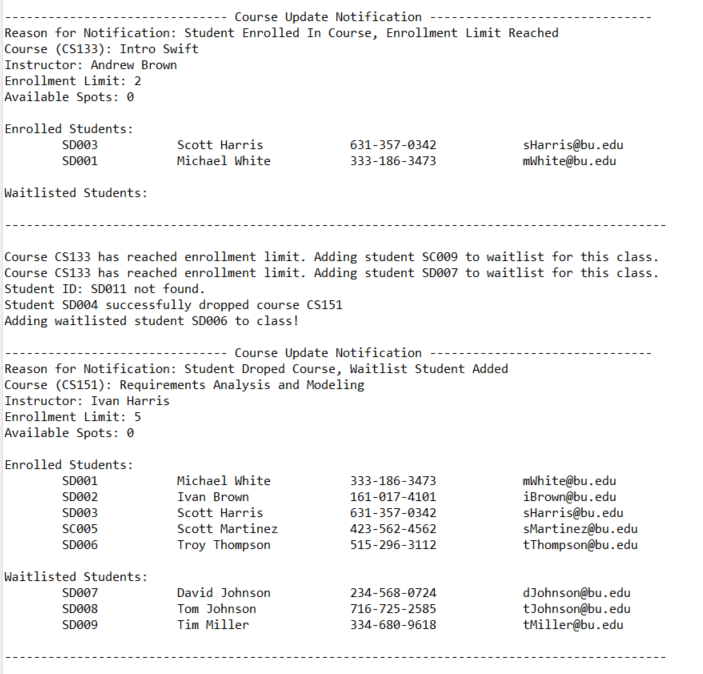 ------------------------------- Course Update Notification -------------------------------
Reason for Notification: Student Enrolled In Course, Enrollment Limit Reached
Course (CS133): Intro Swift
Instructor: Andrew Brown
Enrollment Limit: 2
Available Spots: 0
Enrolled Students:
SD003 Scott Harris 631-357-0342 sHarris@bu.edu
SD001 Michael White 333-186-3473 mWhite@bu.edu
Waitlisted Students:
--------------------------------------------------------------------------------------------
Course CS133 has reached enrollment limit. Adding student SC009 to waitlist for this class.
Course CS133 has reached enrollment limit. Adding student SD007 to waitlist for this class.
Student ID: SD011 not found.
Student SD004 successfully dropped course CS151
Adding waitlisted student SD006 to class!
------------------------------- Course Update Notification -------------------------------
Reason for Notification: Student Droped Course, Waitlist Student Added
Course (CS151): Requirements Analysis and Modeling
Instructor: Ivan Harris
Enrollment Limit: 5
Available Spots: 0
Enrolled Students:
SD001 Michael White 333-186-3473 mWhite@bu.edu
SD002 Ivan Brown 161-017-4101 iBrown@bu.edu
SD003 Scott Harris 631-357-0342 sHarris@bu.edu
SC005 Scott Martinez 423-562-4562 sMartinez@bu.edu
SD006 Troy Thompson 515-296-3112 tThompson@bu.edu
Waitlisted Students:
SD007 David Johnson 234-568-0724 dJohnson@bu.edu
SD008 Tom Johnson 716-725-2585 tJohnson@bu.edu
SD009 Tim Miller 334-680-9618 tMiller@bu.edu
--------------------------------------------------------------------------------------------